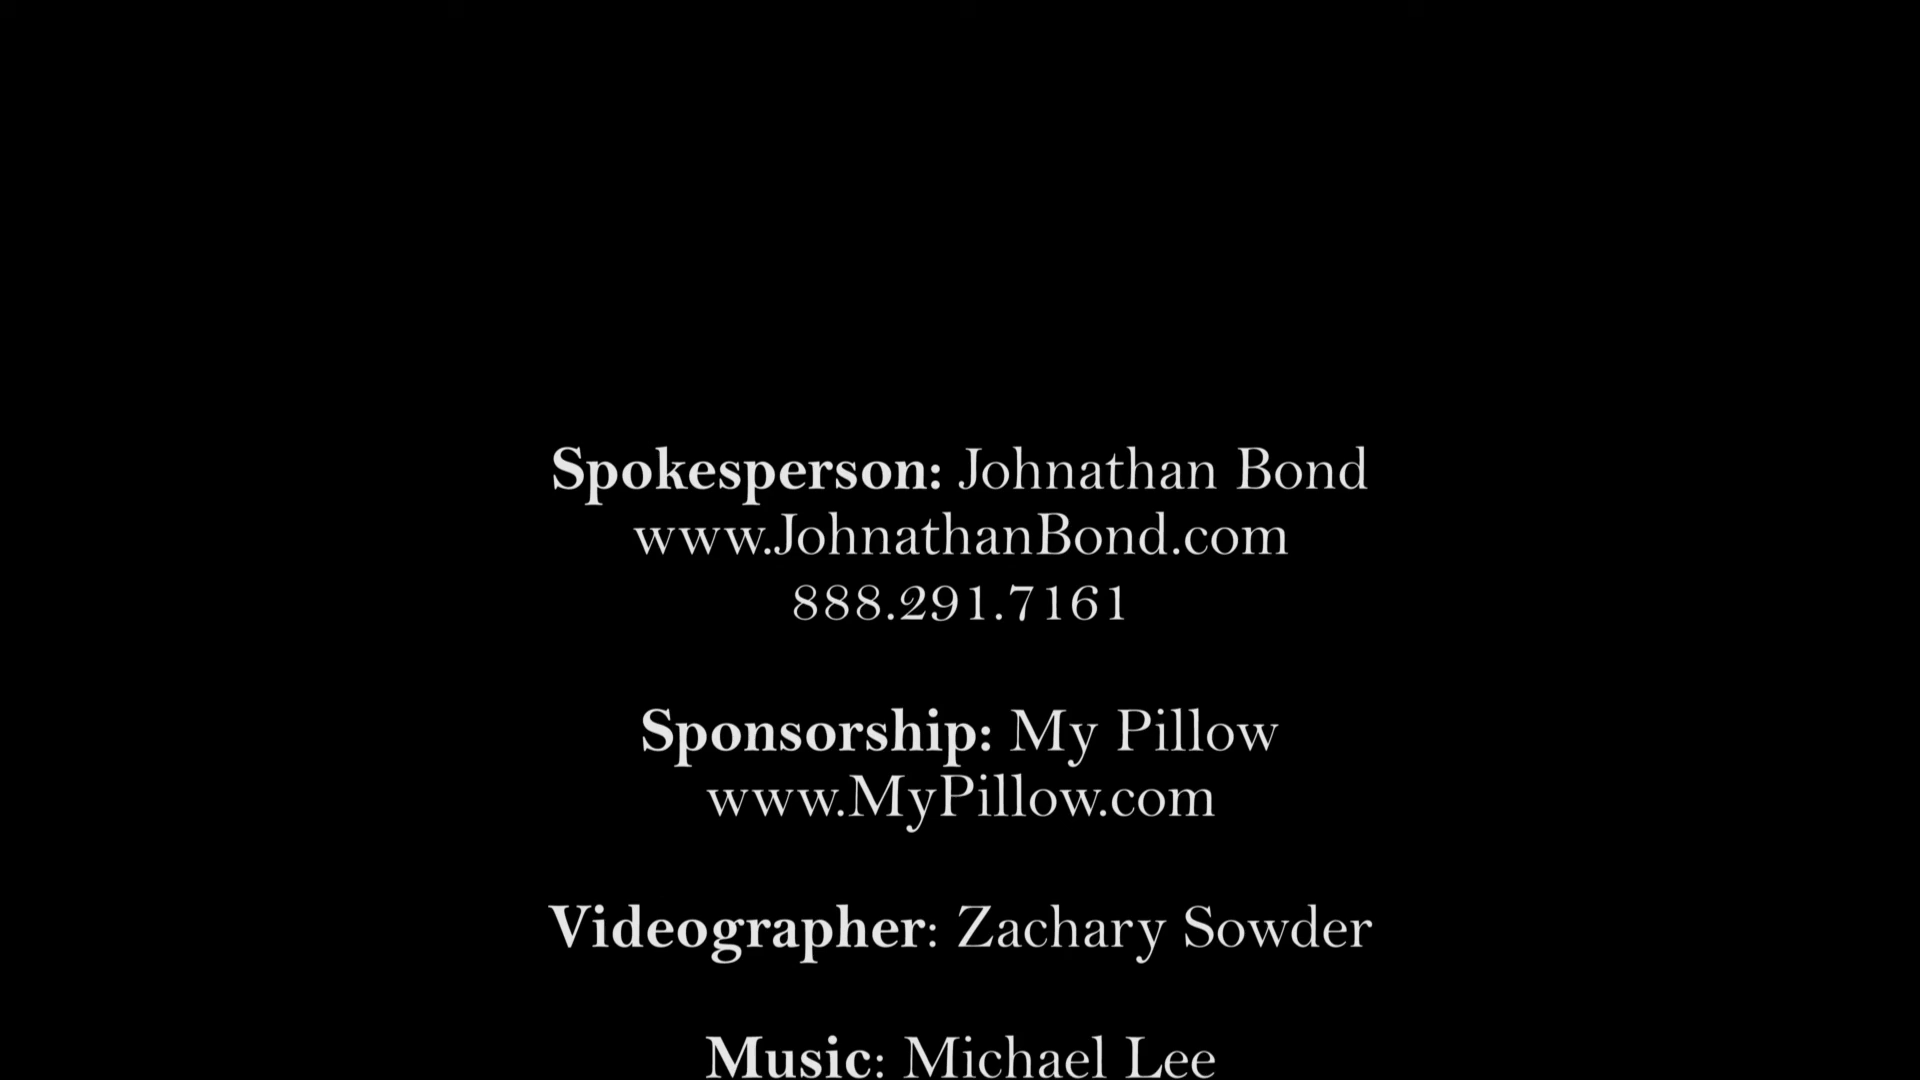 Spokesperson: Johnathan Bond
www.JohnathanBond.com
888.291.7161
Sponsorship: My Pillow
www.MyPillow.com
Videographer: Zachary Sowder
Music: Michael Lee